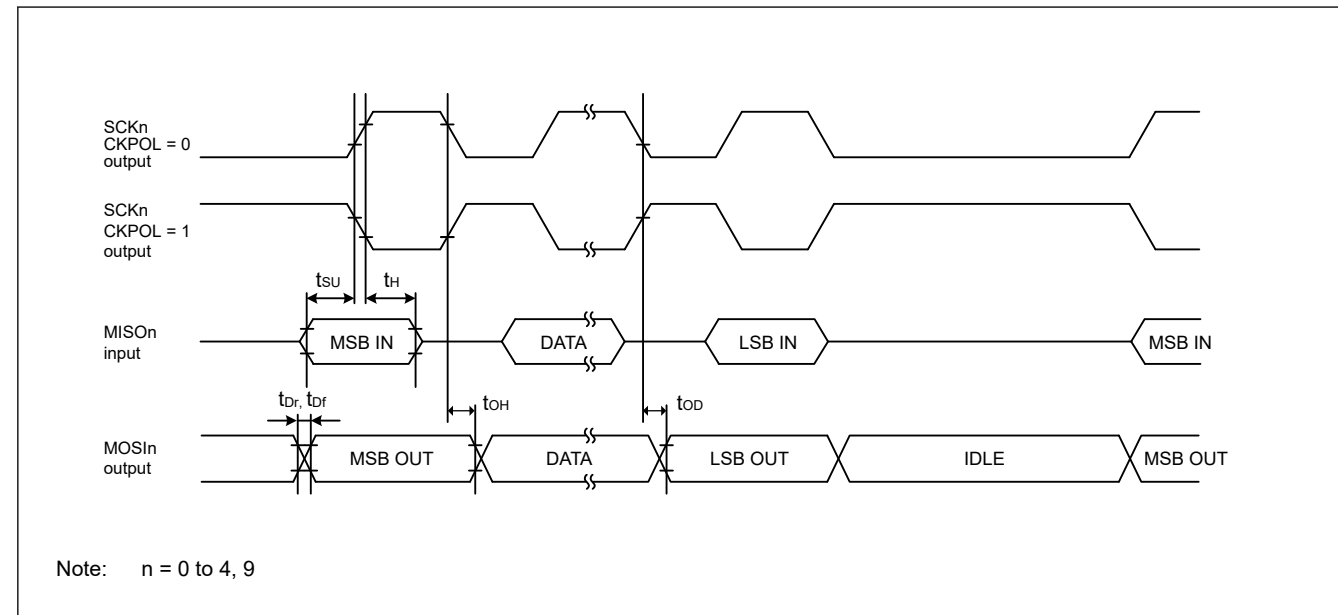 SCKn
CKPOL = 0
output
SCKn
CKPOL = 1
output
tSU
tH
MISOn
input
MSB IN
DATA
LSB IN
MSB IN
tDr, tDf
tOH
tOD
MOSIn
output
MSB OUT
DATA
LSB OUT
IDLE
MSB OUT
Note: n = 0 to 4, 9